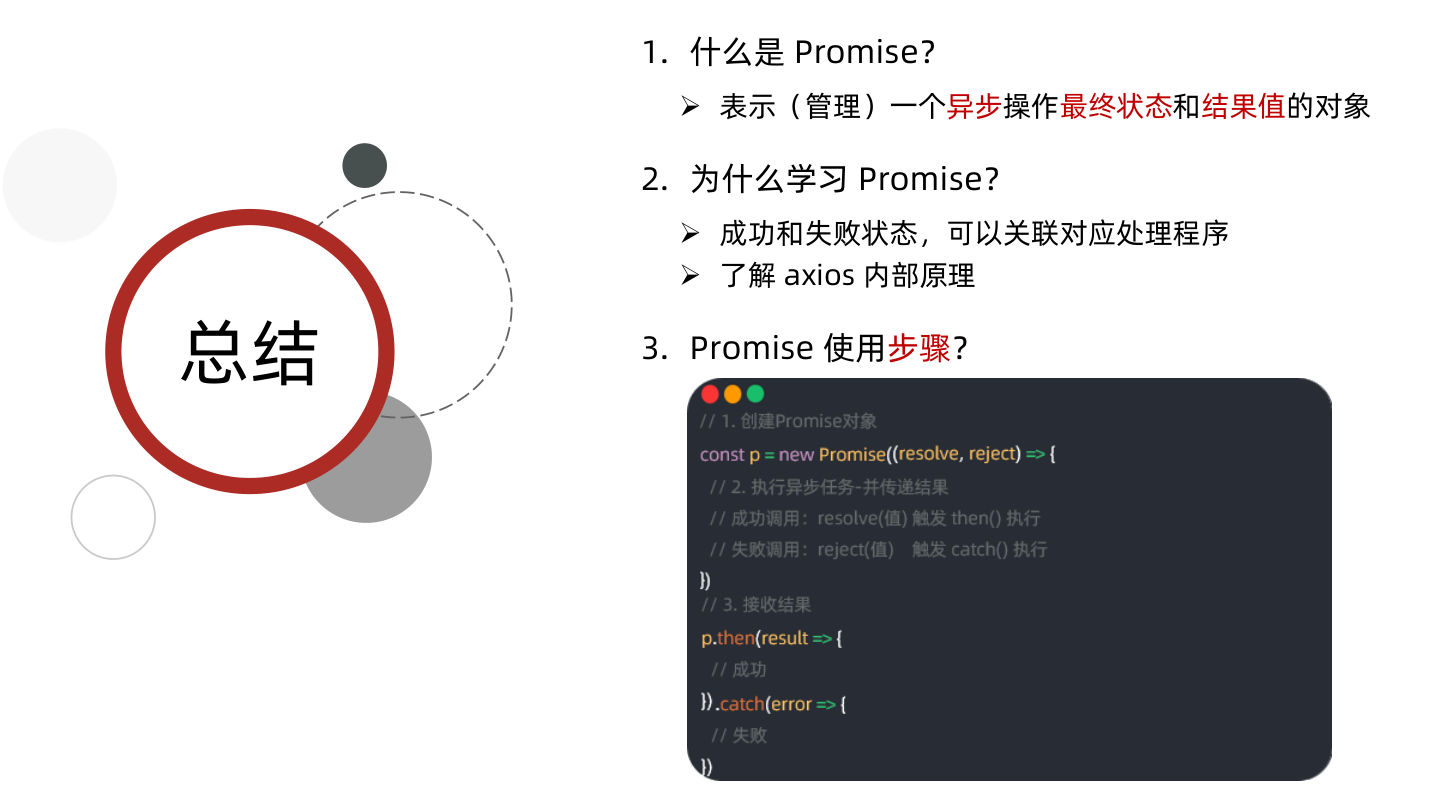 总结
1. 什么是 Promise？
➢ 表示（管理）一个异步操作最终状态和结果值的对象
2. 为什么学习 Promise？
➢ 成功和失败状态，可以关联对应处理程序
➢ 了解 axios 内部原理
3. Promise 使用步骤？
// 1. 创建Promise对象
const p = new Promise((resolve, reject) => {
// 2. 执行异步任务-并传递结果
// 成功调用：resolve(值) 触发 then() 执行
// 失败调用：reject(值) 触发 catch() 执行
})
// 3. 接收结果
p.then(result => {
// 成功
}).catch(error => {
// 失败
})